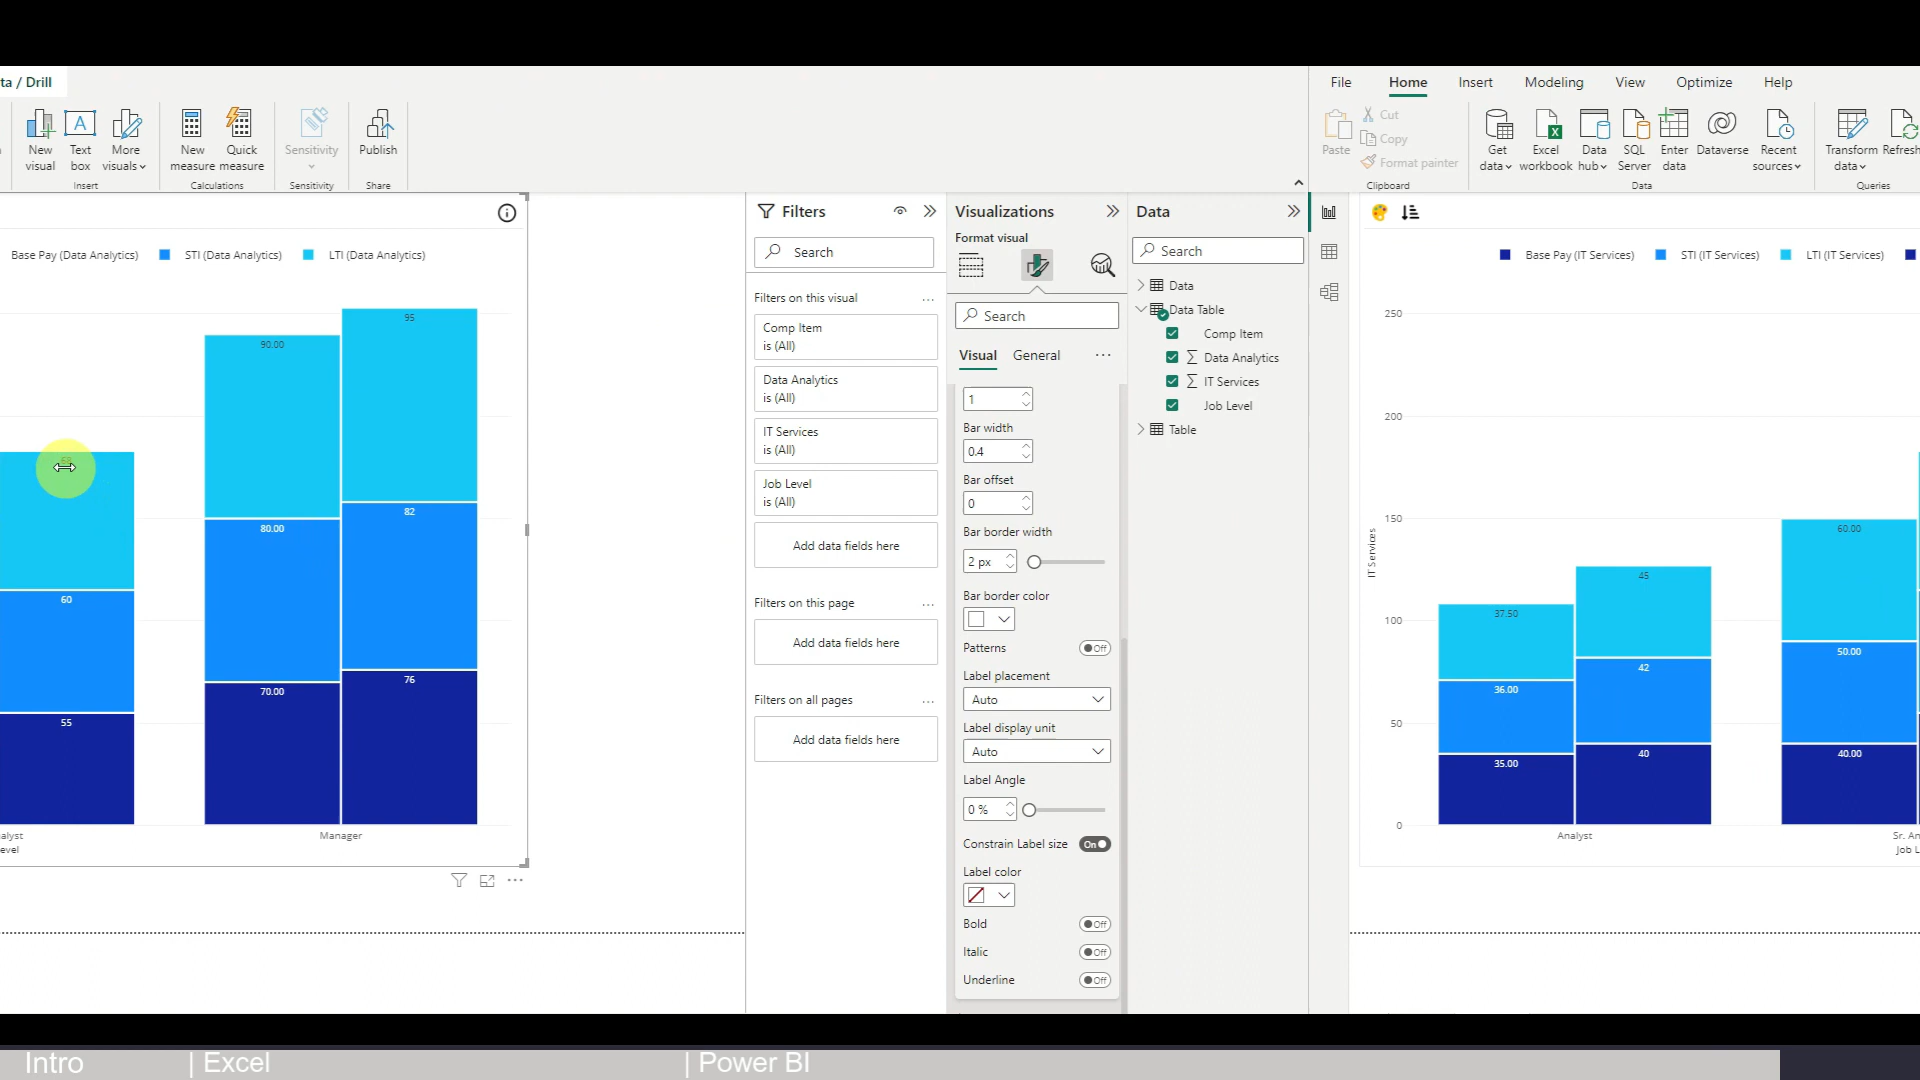 ta / Drill
File Home Insert Modeling View Optimize Help
New visual
Text box
More visuals
New measure
Quick measure
Sensitivity
Publish
Paste
Cut
Copy
Format painter
Get data
Excel workbook
Data hub
SQL Server
Enter data
Dataverse
Recent sources
Transform data
Refresh
Insert
Calculations
Sensitivity
Share
Clipboard
Data
Queries
Base Pay (Data Analytics) STI (Data Analytics) LTI (Data Analytics)
95
90.00
60
80.00
82
55
70.00
76
alyst
Manager
evel
Filters
Search
Filters on this visual
Comp Item
is (All)
Data Analytics
is (All)
IT Services
is (All)
Job Level
is (All)
Add data fields here
Filters on this page
Add data fields here
Filters on all pages
Add data fields here
Visualizations
Format visual
Search
Visual General
1
Bar width
0.4
Bar offset
0
Bar border width
2 px
Bar border color
Patterns
Off
Label placement
Auto
Label display unit
Auto
Label Angle
0 %
Constrain Label size
On
Label color
Bold
Off
Italic
Off
Underline
Off
Data
Search
Data
Data Table
Comp Item
Data Analytics
IT Services
Job Level
Table
Base Pay (IT Services) STI (IT Services) LTI (IT Services)
250
200
150
100
50
0
IT Services
37.50
45
60.00
36.00
42
50.00
35.00
40
40.00
Analyst
Sr. An
Job L
Intro | Excel | Power BI